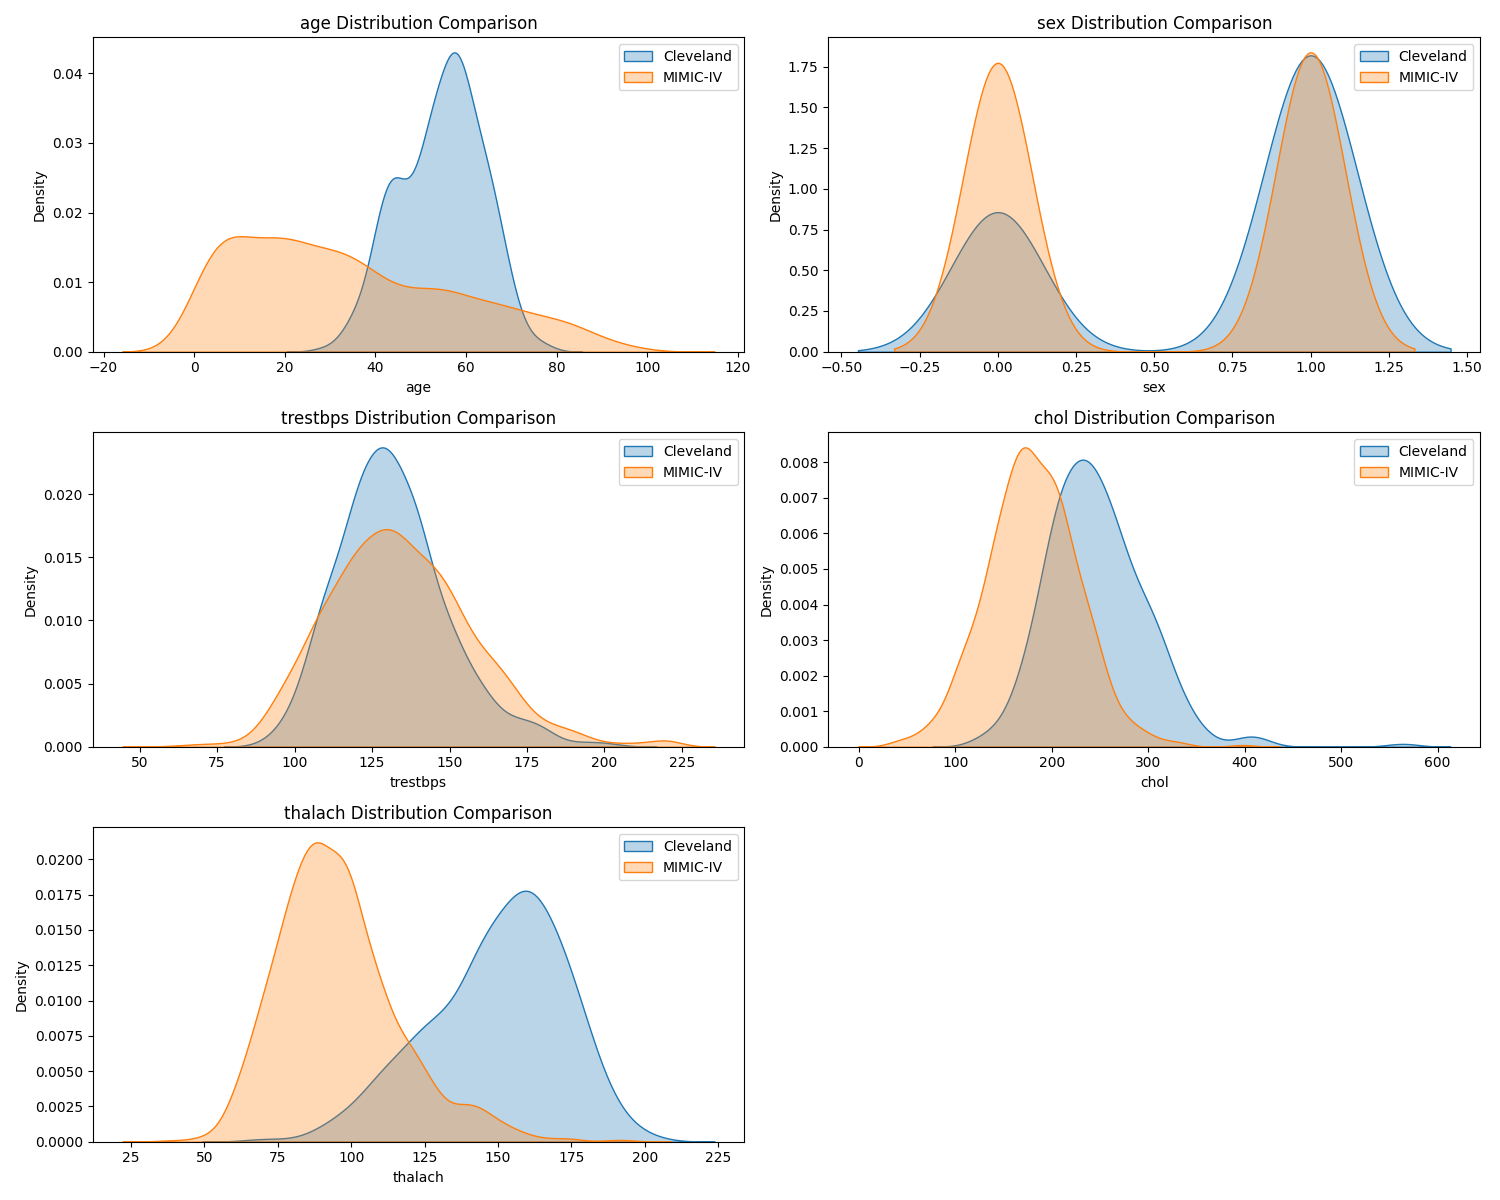 age Distribution Comparison
Cleveland
MIMIC-IV
Density
0.04
0.03
0.02
0.01
0.00
−20 0 20 40 60 80 100 120
age
sex Distribution Comparison
Cleveland
MIMIC-IV
Density
1.75
1.50
1.25
1.00
0.75
0.50
0.25
0.00
−0.50 −0.25 0.00 0.25 0.50 0.75 1.00 1.25 1.50
sex
trestbps Distribution Comparison
Cleveland
MIMIC-IV
Density
0.020
0.015
0.010
0.005
0.000
50 75 100 125 150 175 200 225
trestbps
chol Distribution Comparison
Cleveland
MIMIC-IV
Density
0.008
0.007
0.006
0.005
0.004
0.003
0.002
0.001
0.000
0 100 200 300 400 500 600
chol
thalach Distribution Comparison
Cleveland
MIMIC-IV
Density
0.0200
0.0175
0.0150
0.0125
0.0100
0.0075
0.0050
0.0025
0.0000
25 50 75 100 125 150 175 200 225
thalach